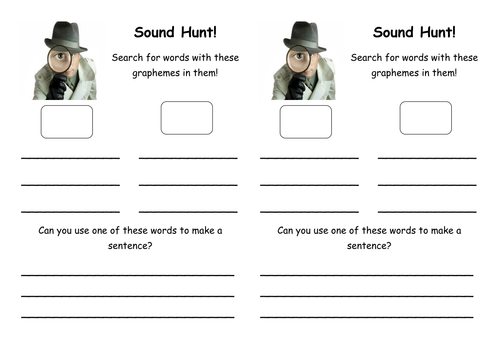 Sound Hunt!
Search for words with these
graphemes in them!
Can you use one of these words to make a
sentence?
Sound Hunt!
Search for words with these
graphemes in them!
Can you use one of these words to make a
sentence?